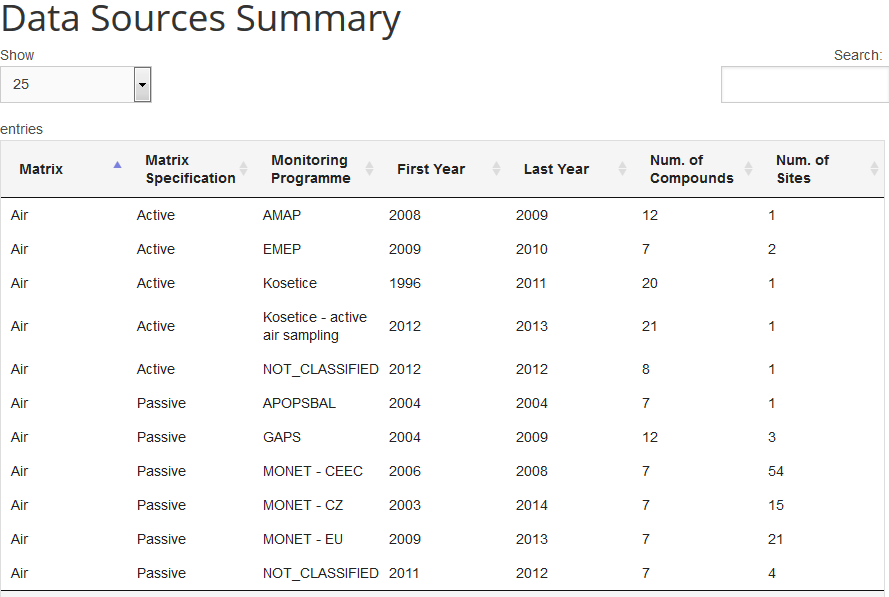 Data Sources Summary
Show
Search:
25
entries
Matrix Matrix Specification Monitoring Programme First Year Last Year Num. of Compounds Num. of Sites
Air Active AMAP 2008 2009 12 1
Air Active EMEP 2009 2010 7 2
Air Active Kosetice 1996 2011 20 1
Air Active Kosetice - active air sampling 2012 2013 21 1
Air Active NOT_CLASSIFIED 2012 2012 8 1
Air Passive APOPSBAL 2004 2004 7 1
Air Passive GAPS 2004 2009 12 3
Air Passive MONET - CEEC 2006 2008 7 54
Air Passive MONET - CZ 2003 2014 7 15
Air Passive MONET - EU 2009 2013 7 21
Air Passive NOT_CLASSIFIED 2011 2012 7 4